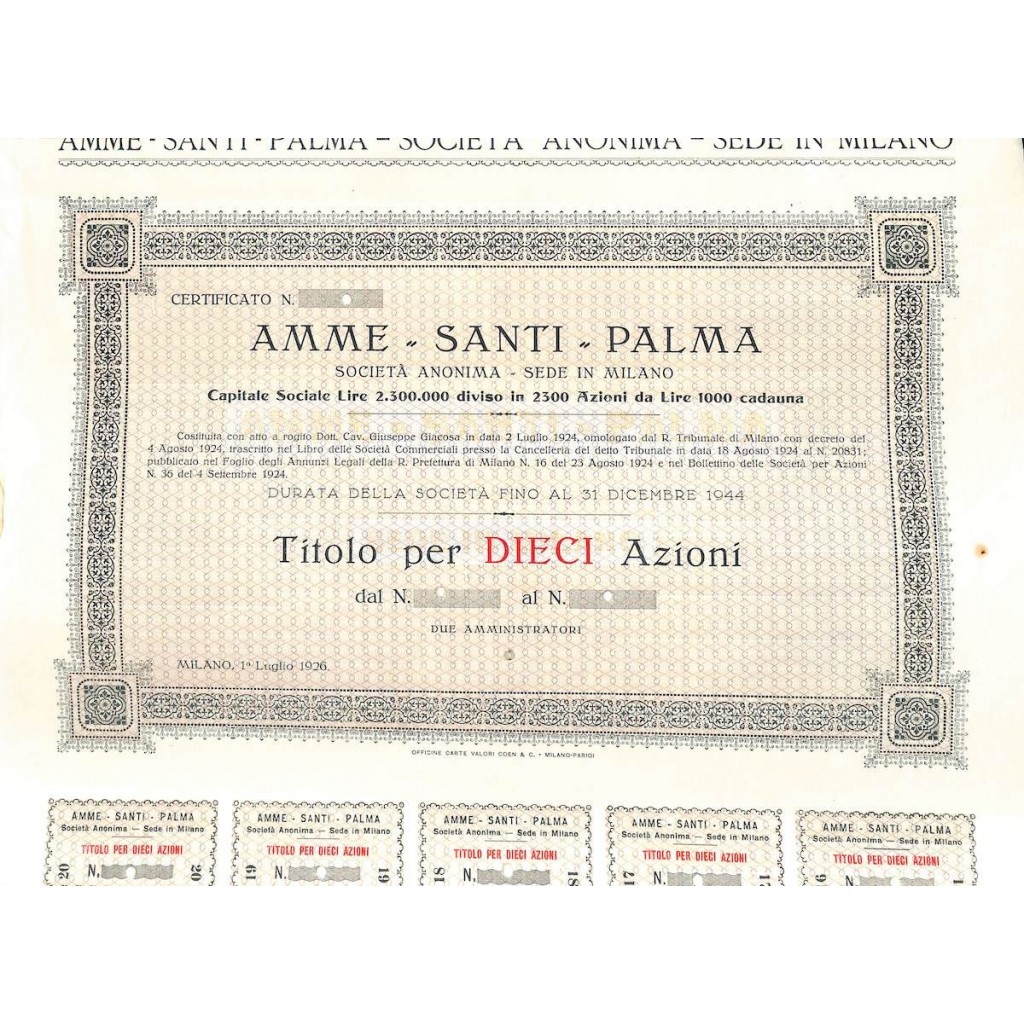 AMME - SANTI - PALMA — SOCIETÀ ANONIMA — SEDE IN MILANO
CERTIFICATO N.
AMME - SANTI - PALMA
SOCIETÀ ANONIMA - SEDE IN MILANO
Capitale Sociale Lire 2.300.000 diviso in 2300 Azioni da Lire 1000 cadauna
Costituita con atto a rogito Dott. Cav. Giuseppe Giacosa in data 2 Luglio 1924, omologato dal R. Tribunale di Milano con decreto del
4 Agosto 1924, trascritto nel Libro delle Società Commerciali presso la Cancelleria del detto Tribunale in data 18 Agosto 1924 al N. 20831;
pubblicato nel Foglio degli Annunzi Legali della R. Prefettura di Milano N. 16 del 23 Agosto 1924 e nel Bollettino delle Società per Azioni
N. 36 del 4 Settembre 1924.
DURATA DELLA SOCIETÀ FINO AL 31 DICEMBRE 1944
Titolo per DIECI Azioni
dal N. al N.
DUE AMMINISTRATORI
MILANO, 1º Luglio 1926.
OFFICINE CARTE VALORI COEN & C. - MILANO-PARIGI
AMME - SANTI - PALMA
Società Anonima — Sede in Milano
TITOLO PER DIECI AZIONI
20 N. 20
AMME - SANTI - PALMA
Società Anonima — Sede in Milano
TITOLO PER DIECI AZIONI
19 N. 19
AMME - SANTI - PALMA
Società Anonima — Sede in Milano
TITOLO PER DIECI AZIONI
18 N. 18
AMME - SANTI - PALMA
Società Anonima — Sede in Milano
TITOLO PER DIECI AZIONI
17 N.
AMME - SANTI - PALMA
Società Anonima — Sede in Milano
TITOLO PER DIECI AZIONI
N.